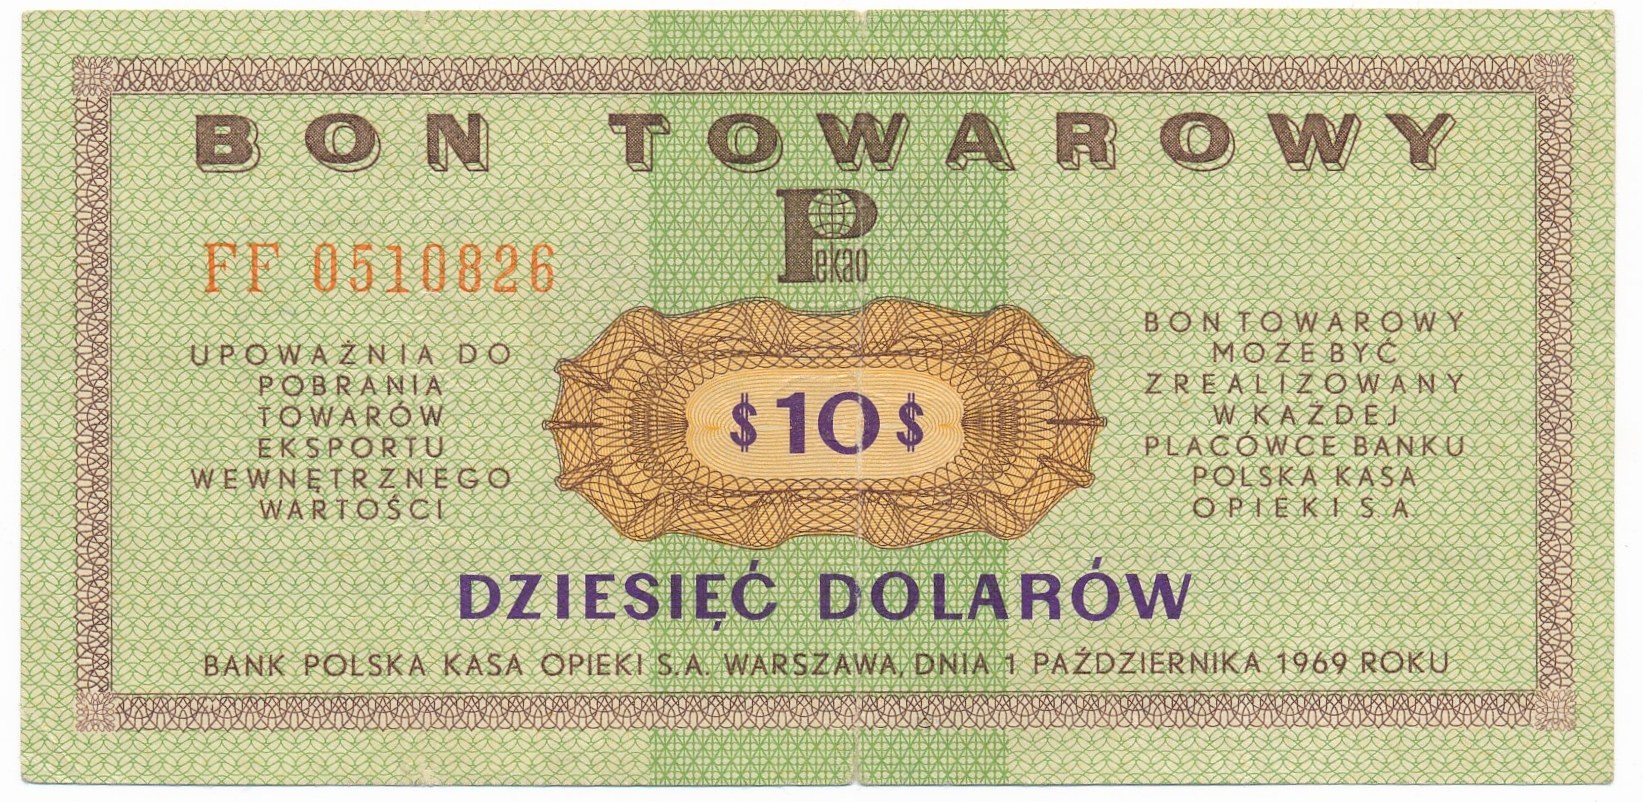 BON TOWAROWY
Pekao
FF 0510826
UPOWAŻNIA DO
POBRANIA
TOWARÓW
EKSPORTU
WEWNĘTRZNEGO
WARTOŚCI
$10$
BON TOWAROWY
MOŻE BYĆ
ZREALIZOWANY
W KAŻDEJ
PLACÓWCE BANKU
POLSKA KASA
OPIEKI S.A
DZIESIĘĆ DOLARÓW
BANK POLSKA KASA OPIEKI S.A. WARSZAWA, DNIA 1 PAŹDZIERNIKA 1969 ROKU